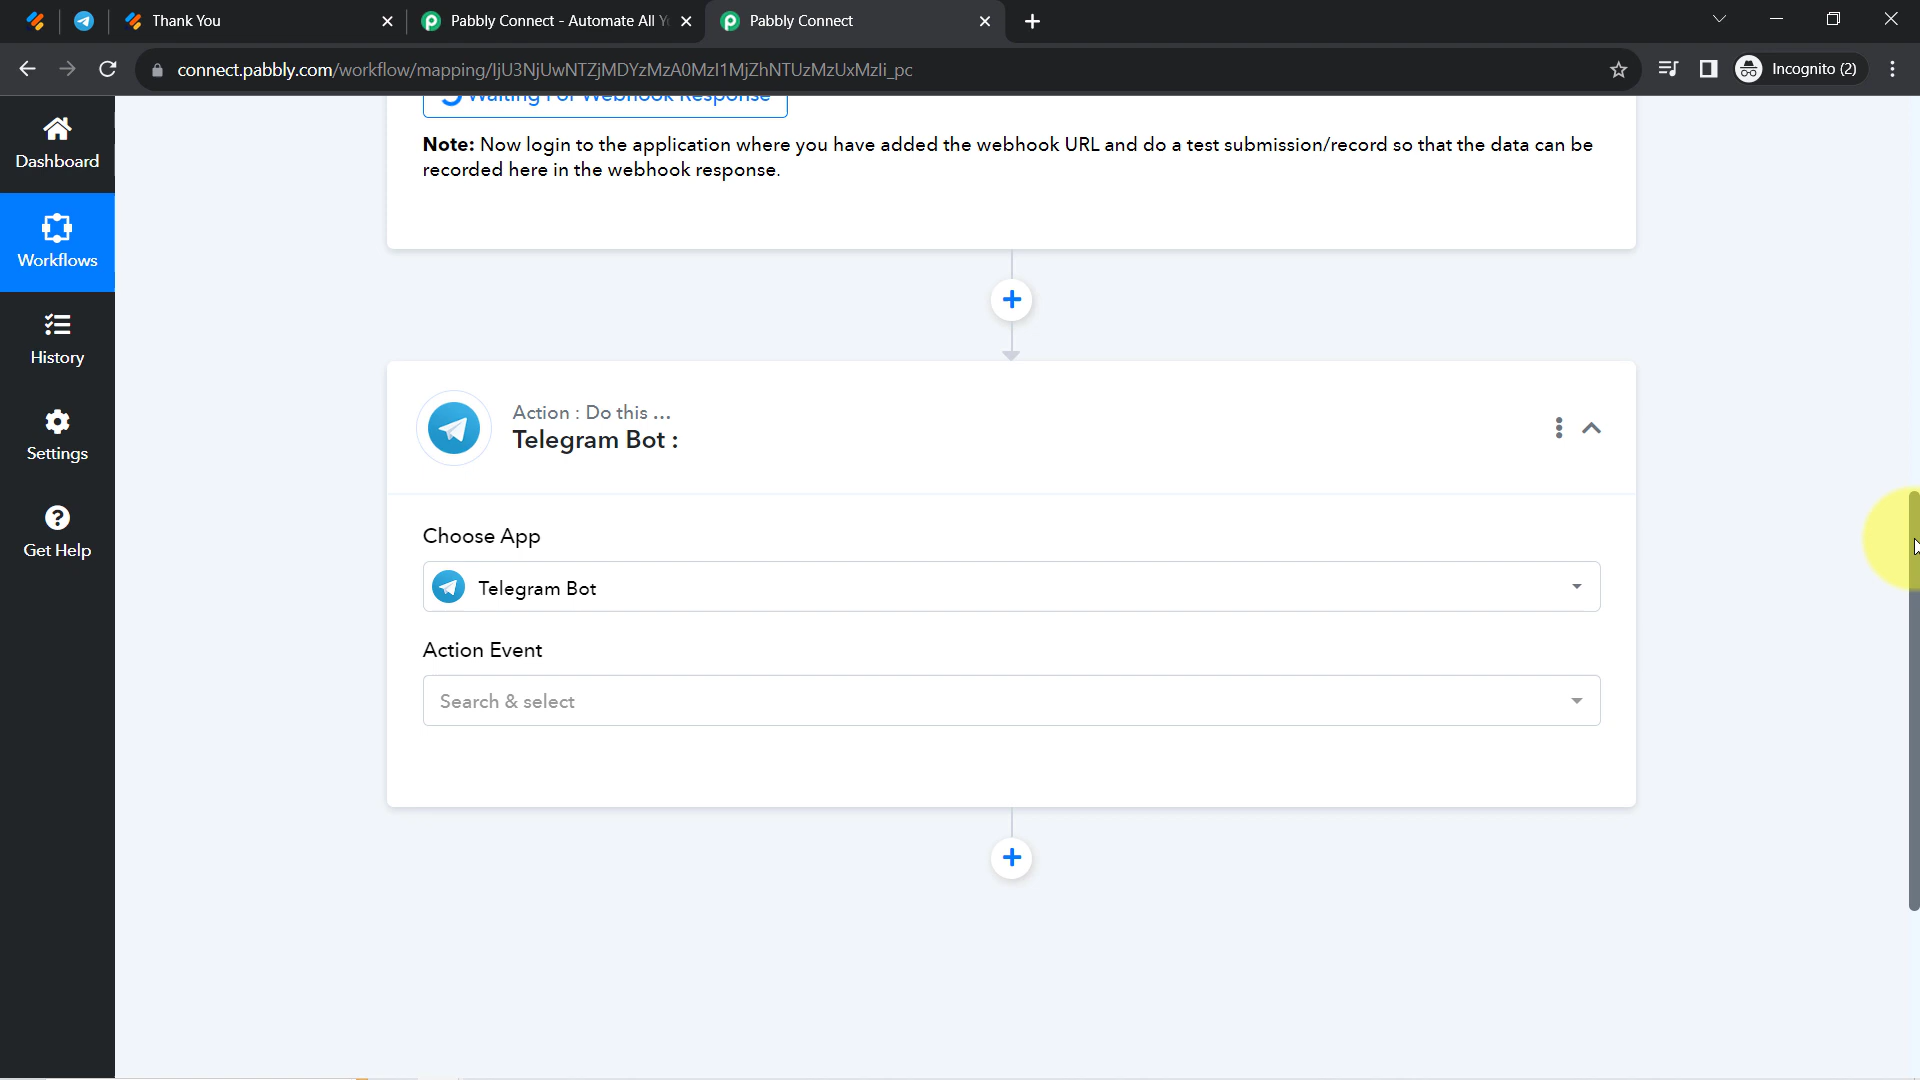 Thank You
Pabbly Connect - Automate All Y
Pabbly Connect
connect.pabbly.com/workflow/mapping/IjU3NjUwNTZjMDYzMzA0MzI1MjZhNTUzMzUxMzIi_pc
Incognito (2)
Dashboard
Workflows
History
Settings
Get Help
Waiting For Webhook Response
Note: Now login to the application where you have added the webhook URL and do a test submission/record so that the data can be
recorded here in the webhook response.
Action : Do this ...
Telegram Bot :
Choose App
Telegram Bot
Action Event
Search & select